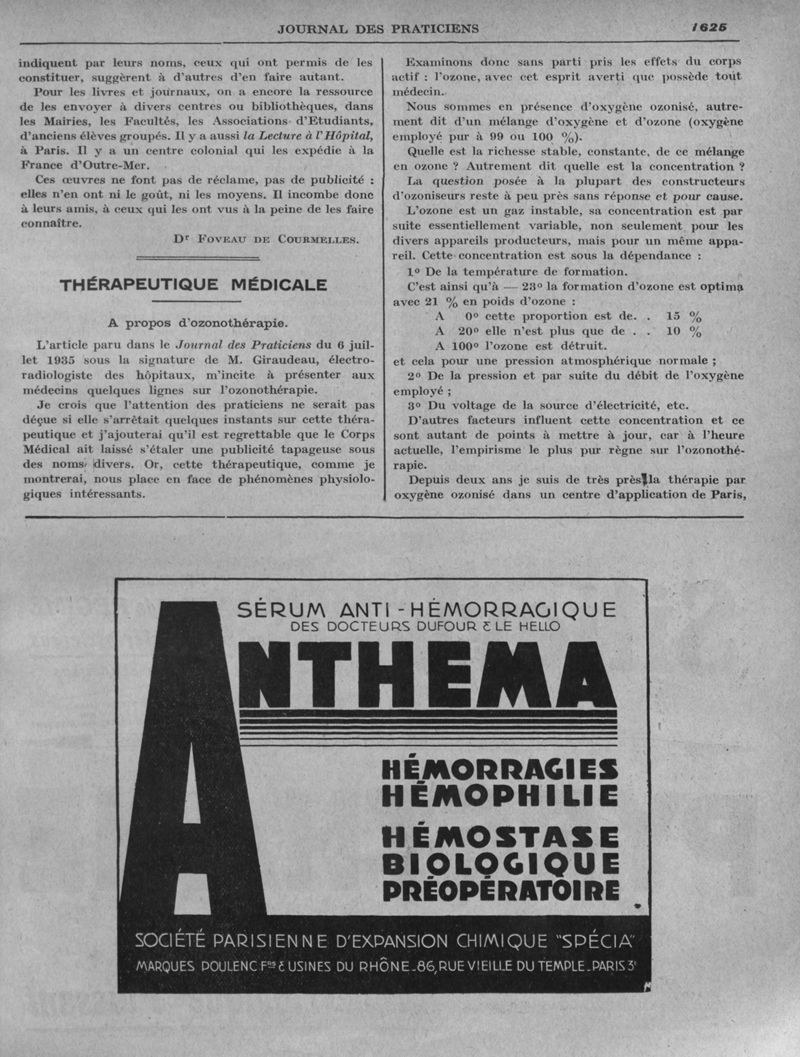 JOURNAL DES PRATICIENS
1625
indiquent par leurs noms, ceux qui ont permis de les
constituer, suggèrent à d'autres d'en faire autant.
Pour les livres et journaux, on a encore la ressource
de les envoyer à divers centres ou bibliothèques, dans
les Mairies, les Facultés, les Associations d'Etudiants,
d'anciens élèves groupés. Il y a aussi la Lecture à l'Hôpital,
à Paris. Il y a un centre colonial qui les expédie à la
France d'Outre-Mer.
Ces œuvres ne font pas de réclame, pas de publicité :
elles n'en ont ni le goût, ni les moyens. Il incombe donc
à leurs amis, à ceux qui les ont vus à la peine de les faire
connaître.
Dr FOVEAU DE COURMELLES.
THÉRAPEUTIQUE MÉDICALE
A propos d'ozonothérapie.
L'article paru dans le Journal des Praticiens du 6 juil-
let 1935 sous la signature de M. Giraudeau, électro-
radiologiste des hôpitaux, m'incite à présenter aux
médecins quelques lignes sur l'ozonothérapie.
Je crois que l'attention des praticiens ne serait pas
déçue si elle s'arrêtait quelques instants sur cette théra-
peutique et j'ajouterai qu'il est regrettable que le Corps
Médical ait laissé s'étaler une publicité tapageuse sous
des noms divers. Or, cette thérapeutique, comme je
montrerai, nous place en face de phénomènes physiolo-
giques intéressants.
Examinons donc sans parti pris les effets du corps
actif : l'ozone, avec cet esprit averti que possède tout
médecin.
Nous sommes en présence d'oxygène ozonisé, autre-
ment dit d'un mélange d'oxygène et d'ozone (oxygène
employé pur à 99 ou 100 %).
Quelle est la richesse stable, constante, de ce mélange
en ozone ? Autrement dit quelle est la concentration ?
La question posée à la plupart des constructeurs
d'ozoniseurs reste à peu près sans réponse et pour cause.
L'ozone est un gaz instable, sa concentration est par
suite essentiellement variable, non seulement pour les
divers appareils producteurs, mais pour un même appa-
reil. Cette concentration est sous la dépendance :
1° De la température de formation.
C'est ainsi qu'à — 23° la formation d'ozone est optima
avec 21 % en poids d'ozone :
A 0° cette proportion est de. . 15 %
A 20° elle n'est plus que de . . 10 %
A 100° l'ozone est détruit.
et cela pour une pression atmosphérique normale ;
2° De la pression et par suite du débit de l'oxygène
employé ;
3° Du voltage de la source d'électricité, etc.
D'autres facteurs influent cette concentration et ce
sont autant de points à mettre à jour, car à l'heure
actuelle, l'empirisme le plus pur règne sur l'ozonothé-
rapie.
Depuis deux ans je suis de très près la thérapie par
oxygène ozonisé dans un centre d'application de Paris,
SÉRUM ANTI-HÉMORRAGIQUE
DES DOCTEURS DUFOUR & LE HELLO
ANTHEMA
HÉMORRAGIES
HÉMOPHILIE
HÉMOSTASE
BIOLOGIQUE
PRÉOPÉRATOIRE
SOCIÉTÉ PARISIENNE D'EXPANSION CHIMIQUE "SPÉCIA"
MARQUES POULENC Fres & USINES DU RHÔNE_86, RUE VIEILLE DU TEMPLE_PARIS 3e